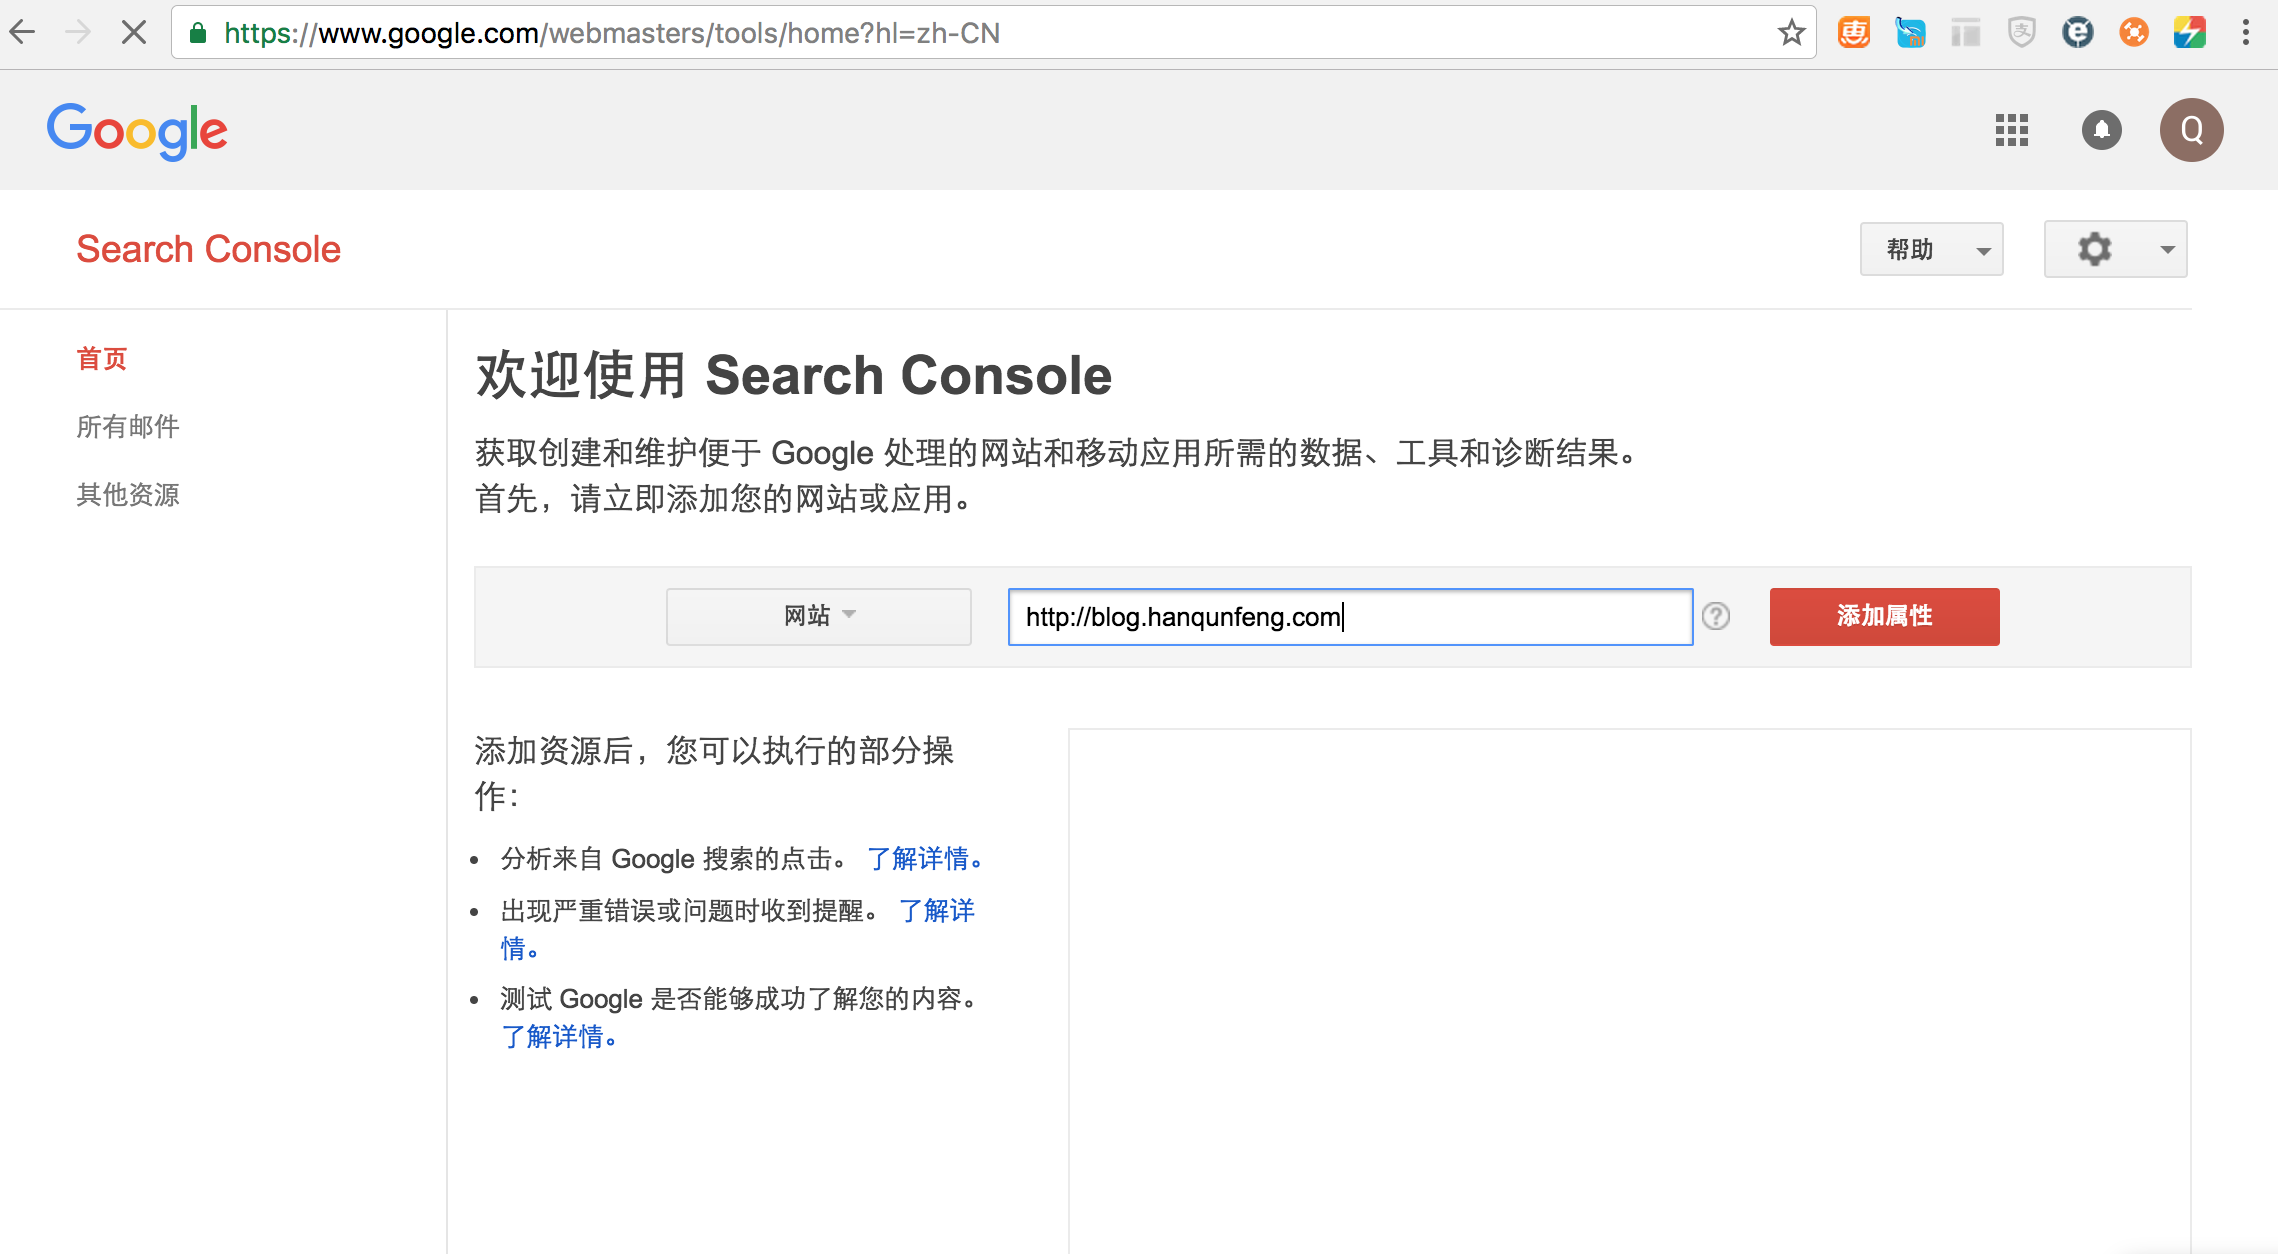 https://www.google.com/webmasters/tools/home?hl=zh-CN
Google
Q
Search Console
帮助
首页
所有邮件
其他资源
欢迎使用 Search Console
获取创建和维护便于 Google 处理的网站和移动应用所需的数据、工具和诊断结果。
首先，请立即添加您的网站或应用。
网站
http://blog.hanqunfeng.com
?
添加属性
添加资源后，您可以执行的部分操
作：
分析来自 Google 搜索的点击。 了解详情。
出现严重错误或问题时收到提醒。 了解详
情。
测试 Google 是否能够成功了解您的内容。
了解详情。